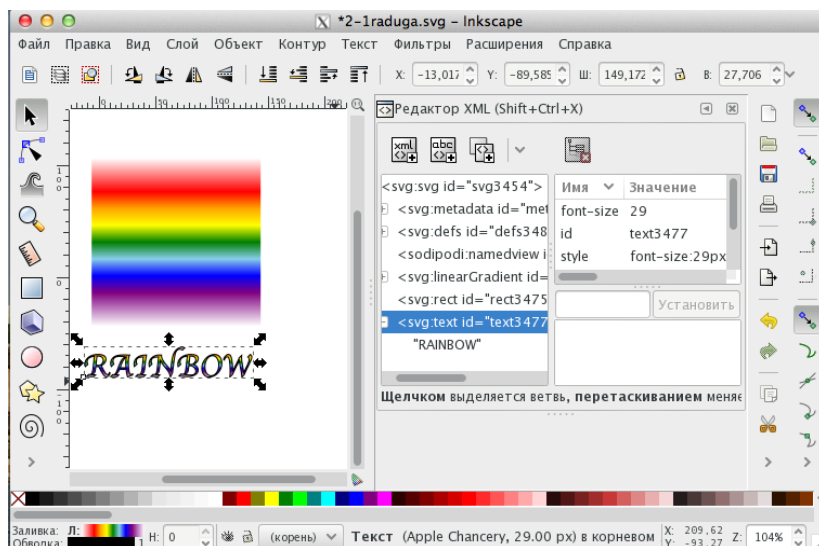 *2-1raduga.svg – Inkscape
Файл Правка Вид Слой Объект Контур Текст Фильтры Расширения Справка
X: -13,017 Y: -89,585 Ш: 149,172 В: 27,706
Редактор XML (Shift+Ctrl+X)
<svg:svg id="svg3454">
<svg:metadata id="met
<svg:defs id="defs348
<sodipodi:namedview i
<svg:linearGradient id=
<svg:rect id="rect3475
<svg:text id="text3477
"RAINBOW"
Имя Значение
font-size 29
id text3477
style font-size:29px
Установить
Щелчком выделяется ветвь, перетаскиванием меняе
RAINBOW
Заливка: Л: Н: 0 (корень) Текст (Apple Chancery, 29.00 px) в корневом X: 209,62 Z: 104%
Обводка: 1 Y: -93,27